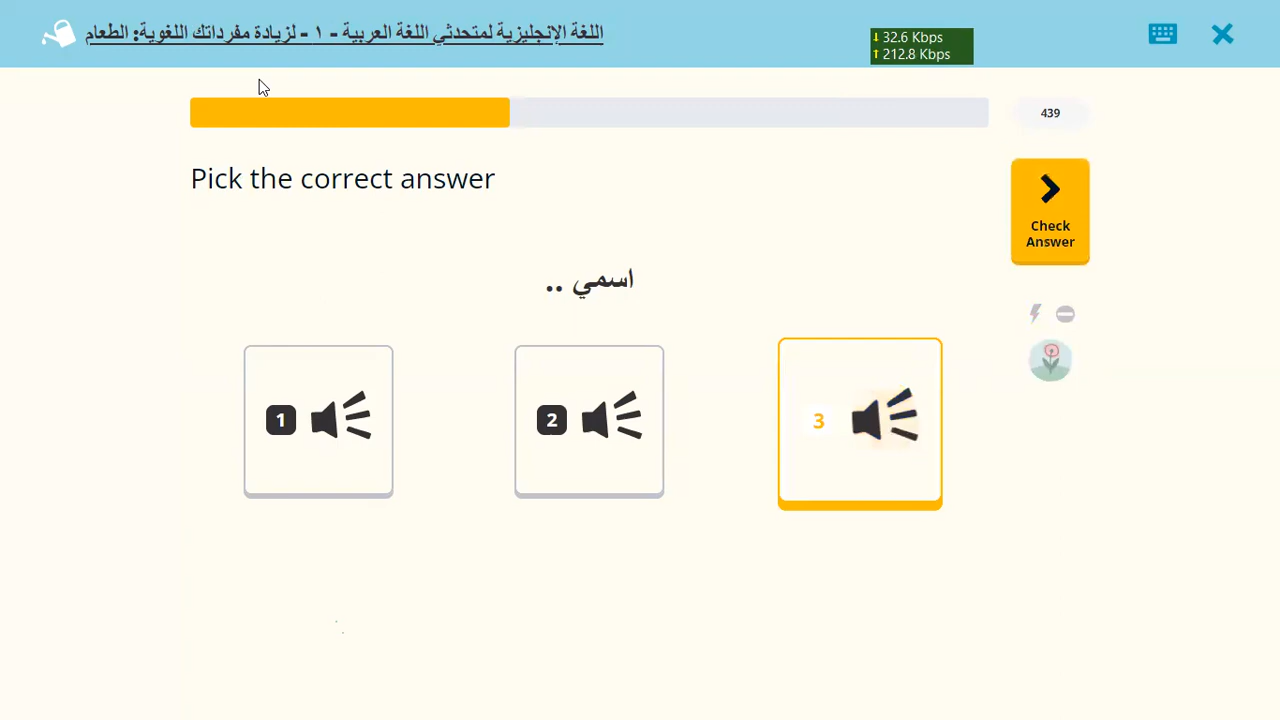 اللغة الإنجليزية لمتحدثي اللغة العربية - ١ - لزيادة مفرداتك اللغوية: الطعام
↓ 32.6 Kbps
↑ 212.8 Kbps
439
Pick the correct answer
Check
Answer
اسمي ..
1
2
3